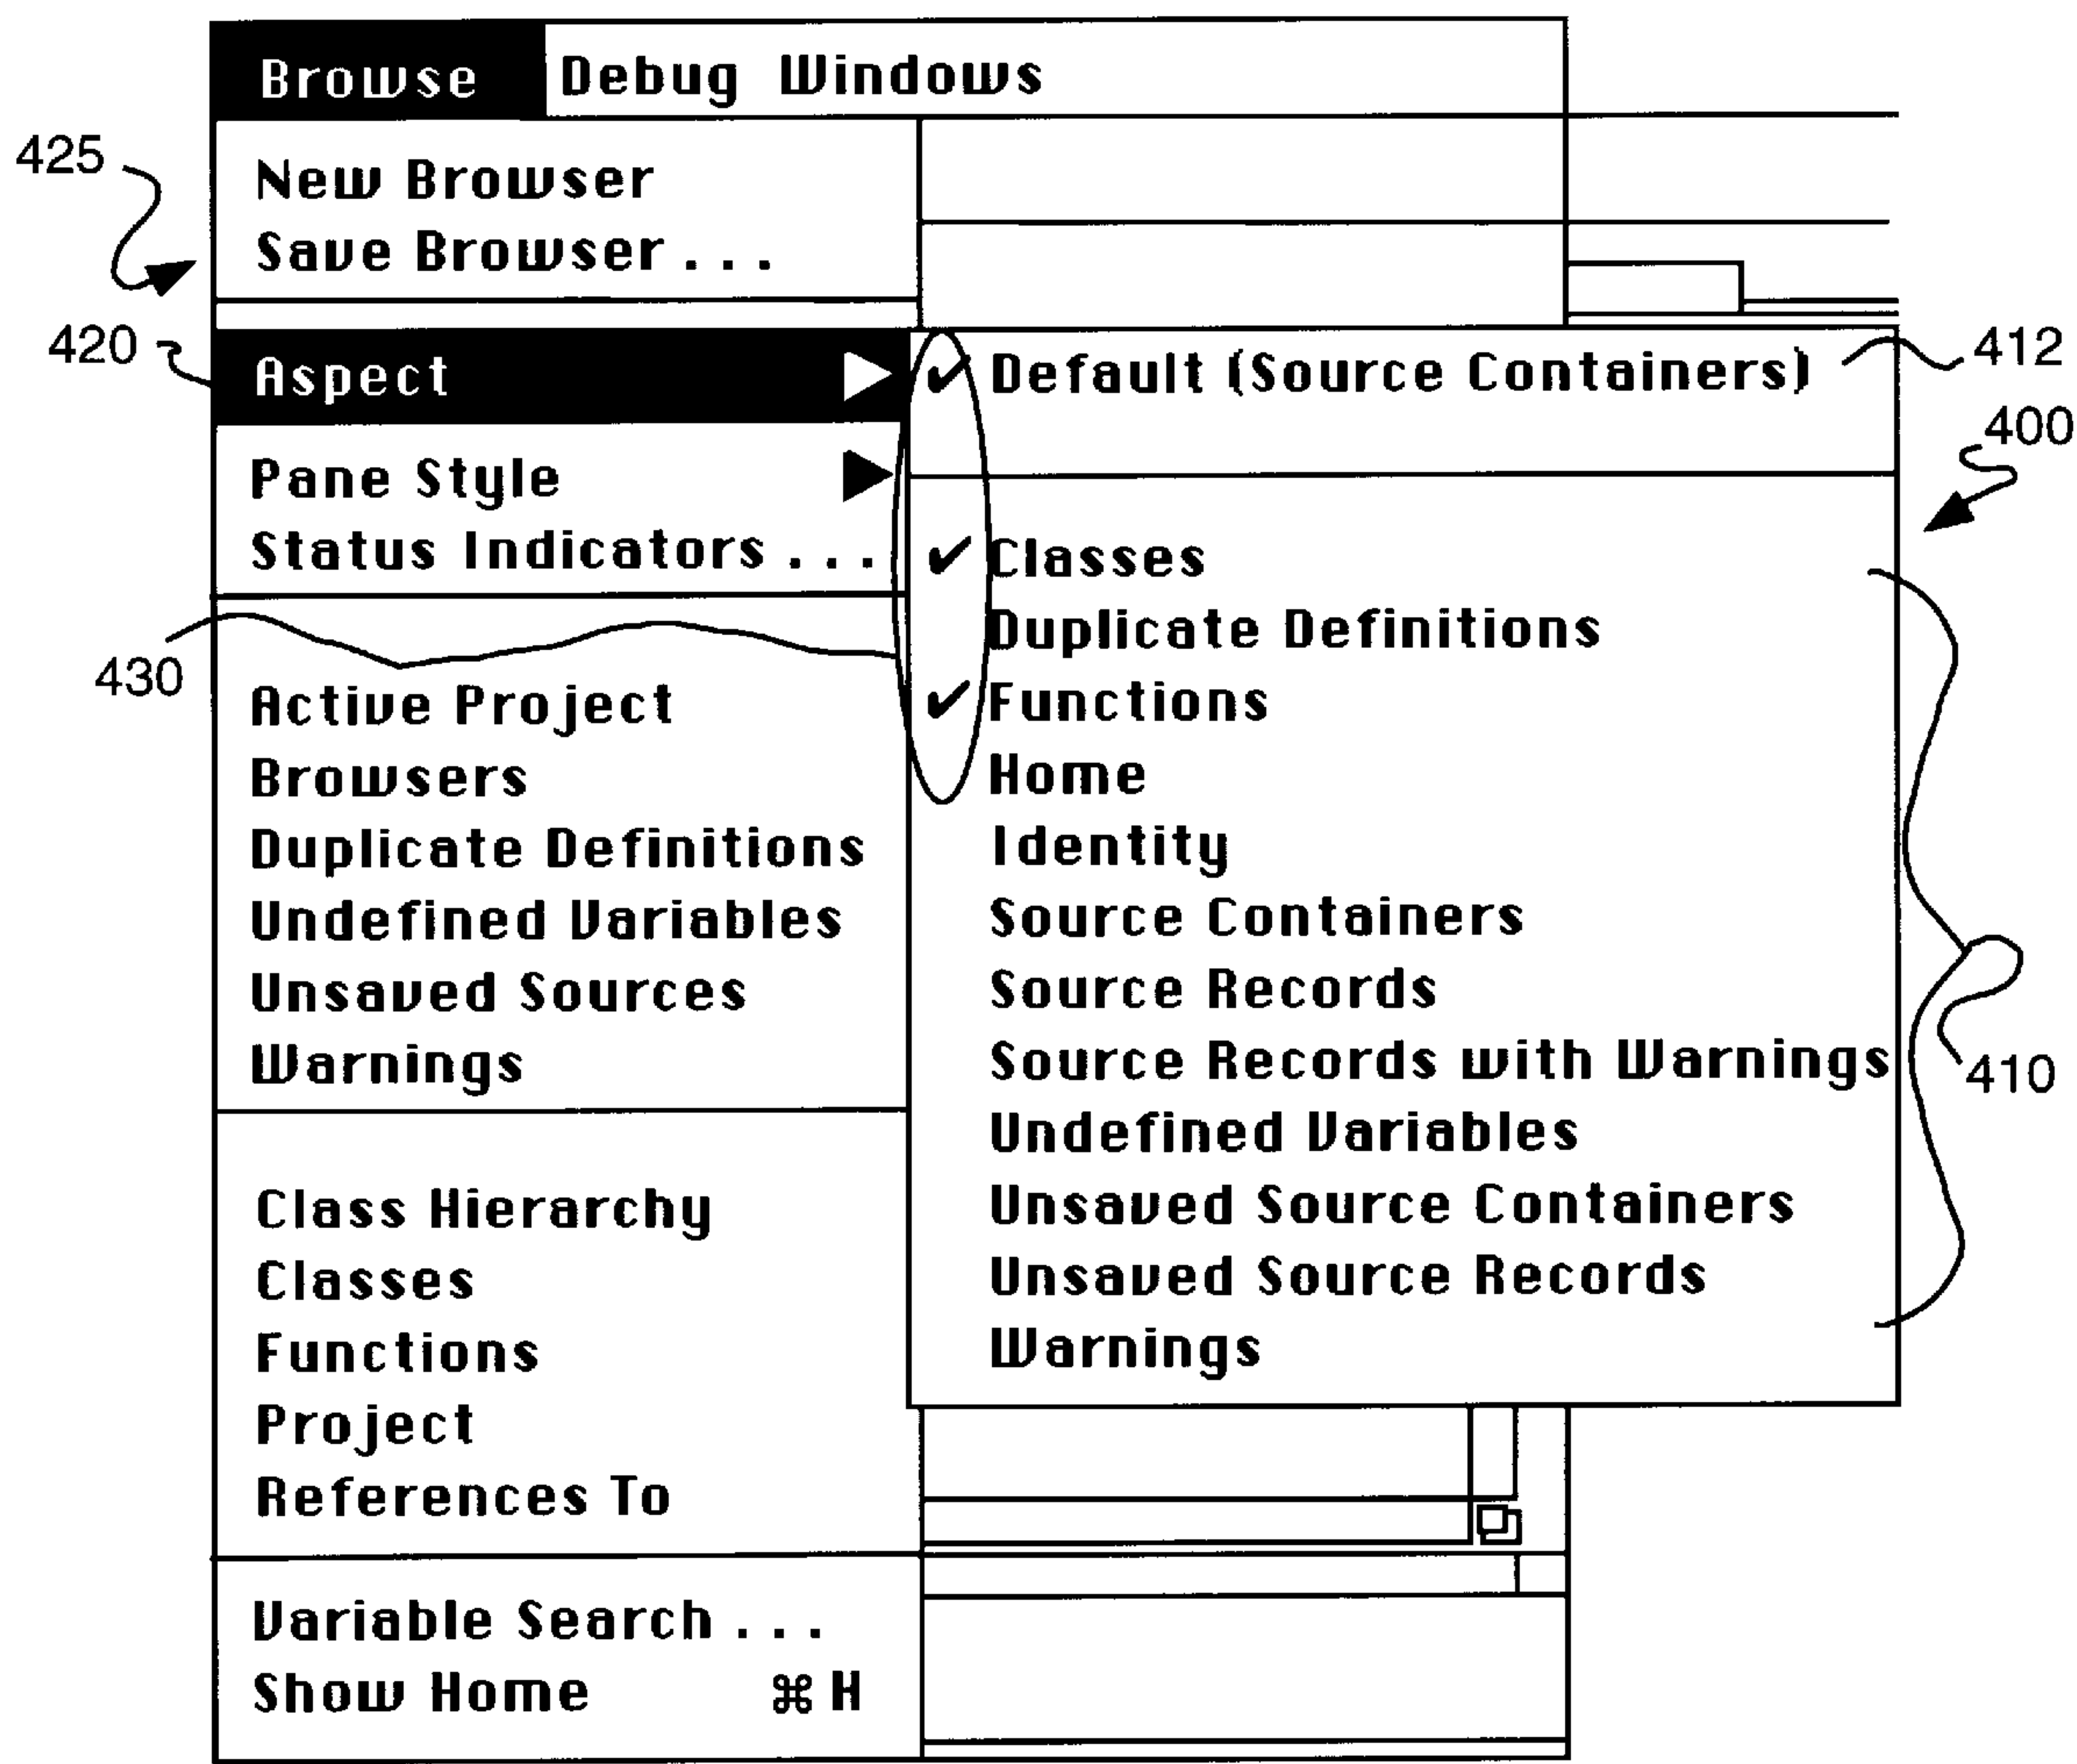 Browse Debug Windows
425
New Browser
Save Browser...
420
Aspect
Pane Style
Status Indicators...
430
Active Project
Browsers
Duplicate Definitions
Undefined Variables
Unsaved Sources
Warnings
Class Hierarchy
Classes
Functions
Project
References To
Variable Search...
Show Home ⌘H
✔ Default (Source Containers)
412
400
✔ Classes
Duplicate Definitions
✔ Functions
Home
Identity
Source Containers
Source Records
Source Records with Warnings
410
Undefined Variables
Unsaved Source Containers
Unsaved Source Records
Warnings